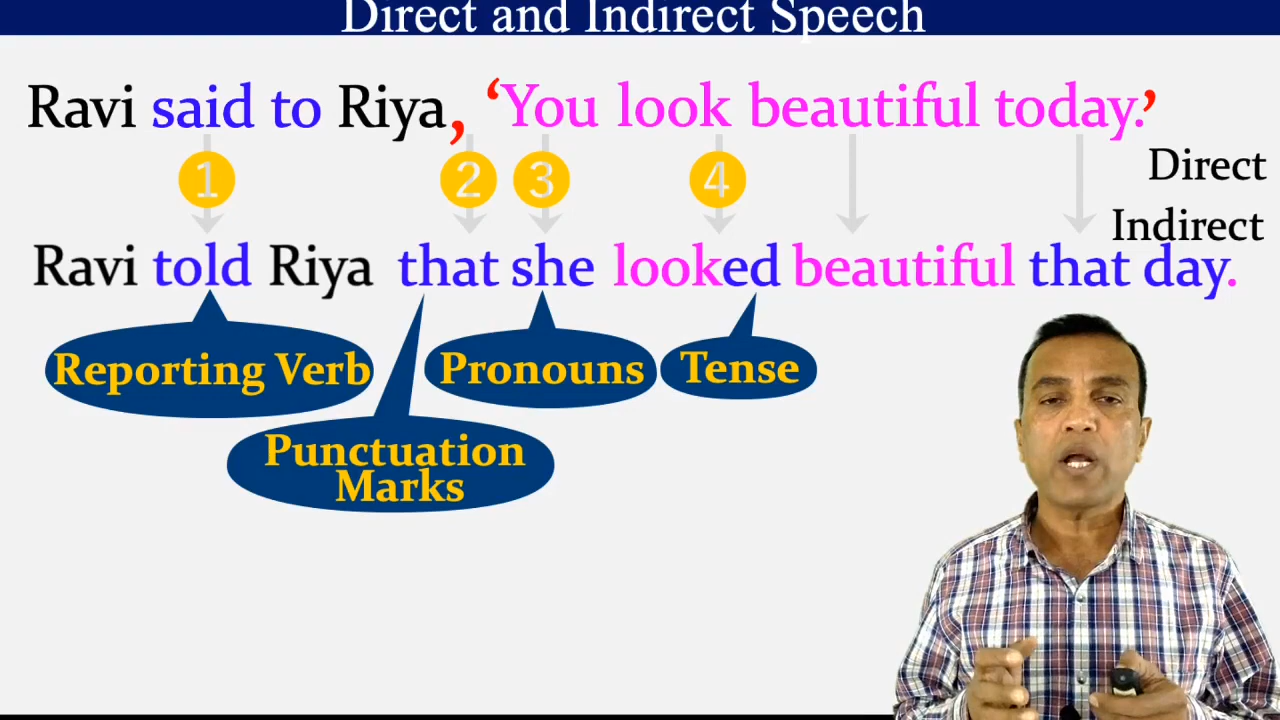 Direct and Indirect Speech
Ravi said to Riya, ‘You look beautiful today.’
1 2 3 4
Direct
Indirect
Ravi told Riya that she looked beautiful that day.
Reporting Verb
Pronouns
Tense
Punctuation
Marks